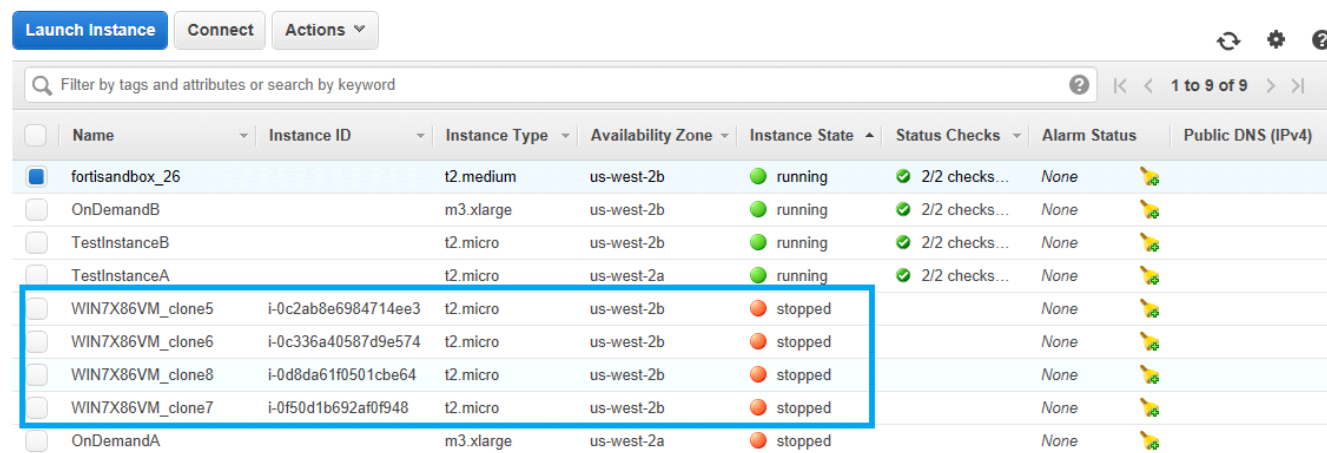 Launch Instance Connect Actions
Filter by tags and attributes or search by keyword ? |< < 1 to 9 of 9 > >|
Name Instance ID Instance Type Availability Zone Instance State Status Checks Alarm Status Public DNS (IPv4)
fortisandbox_26 t2.medium us-west-2b running 2/2 checks... None
OnDemandB m3.xlarge us-west-2b running 2/2 checks... None
TestInstanceB t2.micro us-west-2b running 2/2 checks... None
TestInstanceA t2.micro us-west-2a running 2/2 checks... None
WIN7X86VM_clone5 i-0c2ab8e6984714ee3 t2.micro us-west-2b stopped None
WIN7X86VM_clone6 i-0c336a40587d9e574 t2.micro us-west-2b stopped None
WIN7X86VM_clone8 i-0d8da61f0501cbe64 t2.micro us-west-2b stopped None
WIN7X86VM_clone7 i-0f50d1b692af0f948 t2.micro us-west-2b stopped None
OnDemandA m3.xlarge us-west-2a stopped None